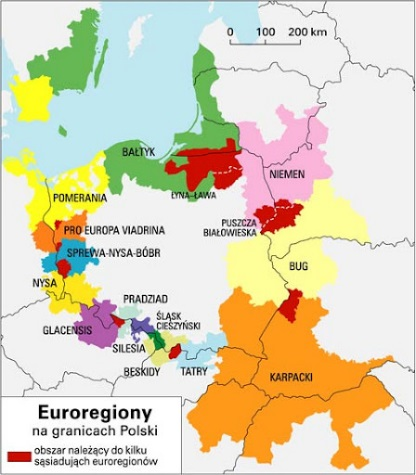 0 100 200 km
BAŁTYK
NIEMEN
ŁYNA-ŁAWA
POMERANIA
PUSZCZA
BIAŁOWIESKA
PRO EUROPA VIADRINA
SPREWA-NYSA-BÓBR
BUG
NYSA
PRADZIAD
GLACENSIS
ŚLĄSK
CIESZYŃSKI
SILESIA
BESKIDY
TATRY
KARPACKI
Euroregiony
na granicach Polski
obszar należący do kilku
sąsiadująch euroregionów